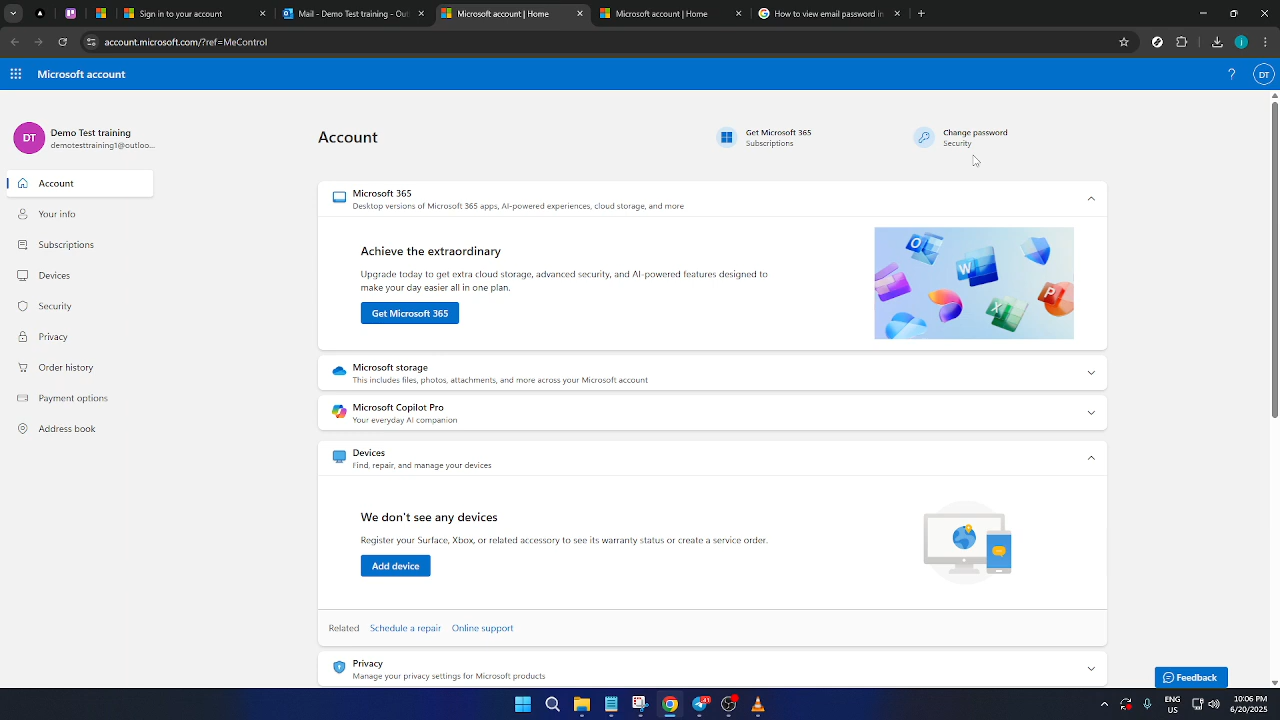 Sign in to your account
Mail - Demo Test training - Out
Microsoft account | Home
Microsoft account | Home
How to view email password in
account.microsoft.com/?ref=MeControl
Microsoft account
?
DT
DT
Demo Test training
demotesttraining1@outloo...
Account
Your info
Subscriptions
Devices
Security
Privacy
Order history
Payment options
Address book
Account
Get Microsoft 365
Subscriptions
Change password
Security
Microsoft 365
Desktop versions of Microsoft 365 apps, AI-powered experiences, cloud storage, and more
Achieve the extraordinary
Upgrade today to get extra cloud storage, advanced security, and AI-powered features designed to
make your day easier all in one plan.
Get Microsoft 365
Microsoft storage
This includes files, photos, attachments, and more across your Microsoft account
Microsoft Copilot Pro
Your everyday AI companion
Devices
Find, repair, and manage your devices
We don't see any devices
Register your Surface, Xbox, or related accessory to see its warranty status or create a service order.
Add device
Related Schedule a repair Online support
Privacy
Manage your privacy settings for Microsoft products
Feedback
ENG
US
10:06 PM
6/20/2025